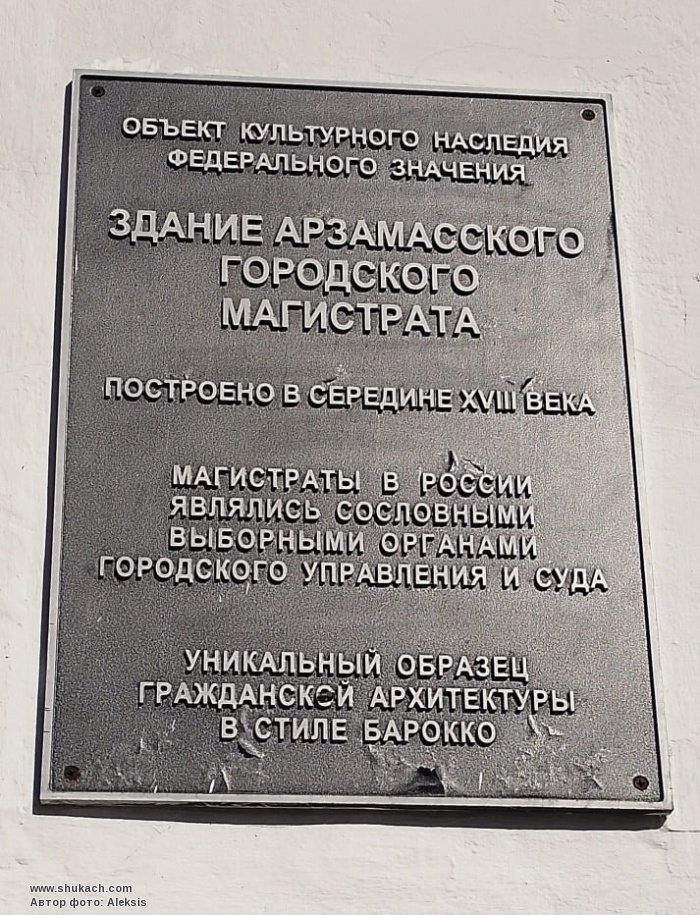 ОБЪЕКТ КУЛЬТУРНОГО НАСЛЕДИЯ
ФЕДЕРАЛЬНОГО ЗНАЧЕНИЯ
ЗДАНИЕ АРЗАМАССКОГО
ГОРОДСКОГО
МАГИСТРАТА
ПОСТРОЕНО В СЕРЕДИНЕ XVIII ВЕКА
МАГИСТРАТЫ В РОССИИ
ЯВЛЯЛИСЬ СОСЛОВНЫМИ
ВЫБОРНЫМИ ОРГАНАМИ
ГОРОДСКОГО УПРАВЛЕНИЯ И СУДА
УНИКАЛЬНЫЙ ОБРАЗЕЦ
ГРАЖДАНСКОЙ АРХИТЕКТУРЫ
В СТИЛЕ БАРОККО
www.shukach.com
Автор фото: Aleksis